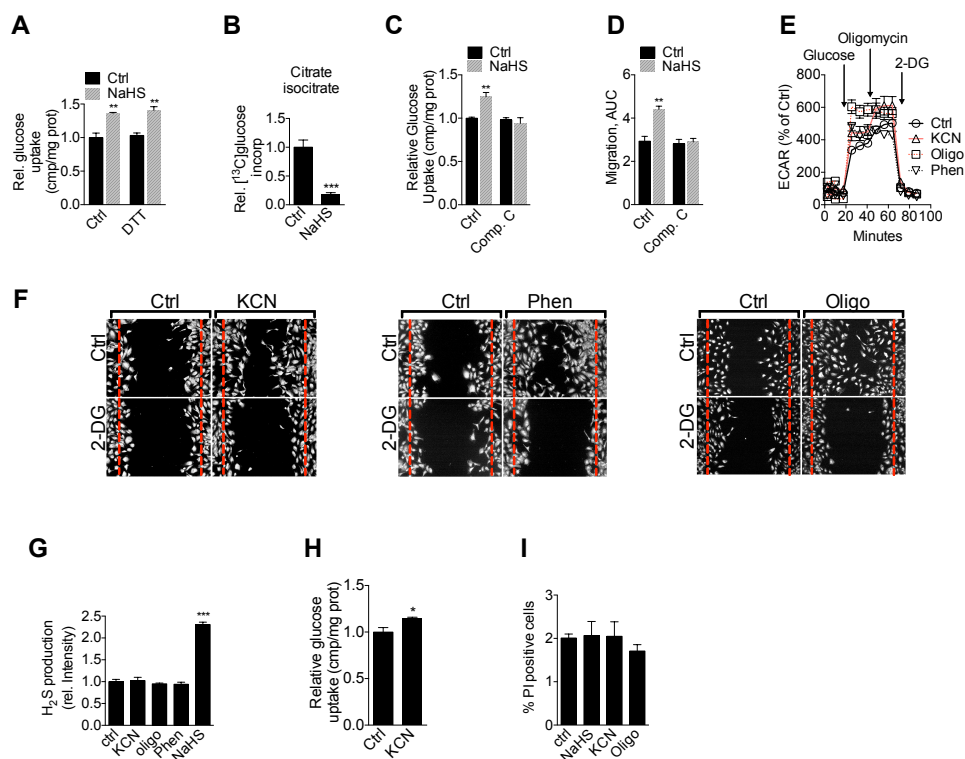 A
Ctrl
NaHS
Rel. glucose
uptake
(cmp/mg prot)
1.5
1.0
0.5
0.0
**
**
Ctrl
DTT
B
Citrate
isocitrate
Rel. [13C]glucose
incorp
1.5
1.0
0.5
0.0
***
Ctrl
NaHS
C
Ctrl
NaHS
Relative Glucose
Uptake (cmp/mg prot)
1.5
1.0
0.5
0.0
**
Ctrl
Comp. C
D
Ctrl
NaHS
Migration, AUC
6
4
2
0
**
Ctrl
Comp. C
E
Oligomycin
Glucose
2-DG
ECAR (% of Ctrl)
800
600
400
200
0
0 20 40 60 80 100
Minutes
Ctrl
KCN
Oligo
Phen
F
Ctrl KCN
Ctrl
2-DG
Ctrl Phen
Ctrl
2-DG
Ctrl Oligo
Ctrl
2-DG
G
H2S production
(rel. Intensity)
2.5
2.0
1.5
1.0
0.5
0.0
***
ctrl
KCN
oligo
Phen
NaHS
H
Relative glucose
uptake (cmp/mg prot)
1.5
1.0
0.5
0.0
*
Ctrl
KCN
I
% PI positive cells
3
2
1
0
ctrl
NaHS
KCN
Oligo